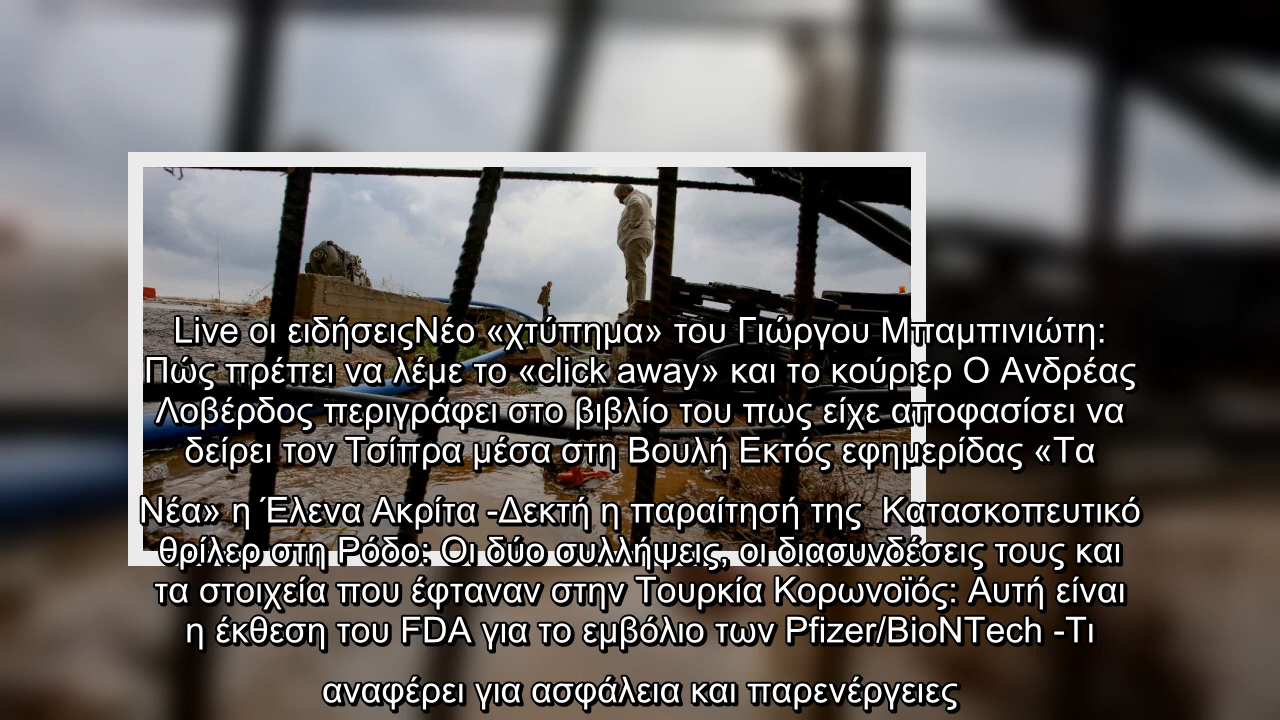 Live οι ειδήσειςΝέο «χτύπημα» του Γιώργου Μπαμπινιώτη:
Πώς πρέπει να λέμε το «click away» και το κούριερ Ο Ανδρέας
Λοβέρδος περιγράφει στο βιβλίο του πως είχε αποφασίσει να
δείρει τον Τσίπρα μέσα στη Βουλή Εκτός εφημερίδας «Τα
Νέα» η Έλενα Ακρίτα -Δεκτή η παραίτησή της  Κατασκοπευτικό
θρίλερ στη Ρόδο: Οι δύο συλλήψεις, οι διασυνδέσεις τους και
τα στοιχεία που έφταναν στην Τουρκία Κορωνοϊός: Αυτή είναι
η έκθεση του FDA για το εμβόλιο των Pfizer/BioNTech -Τι
αναφέρει για ασφάλεια και παρενέργειες